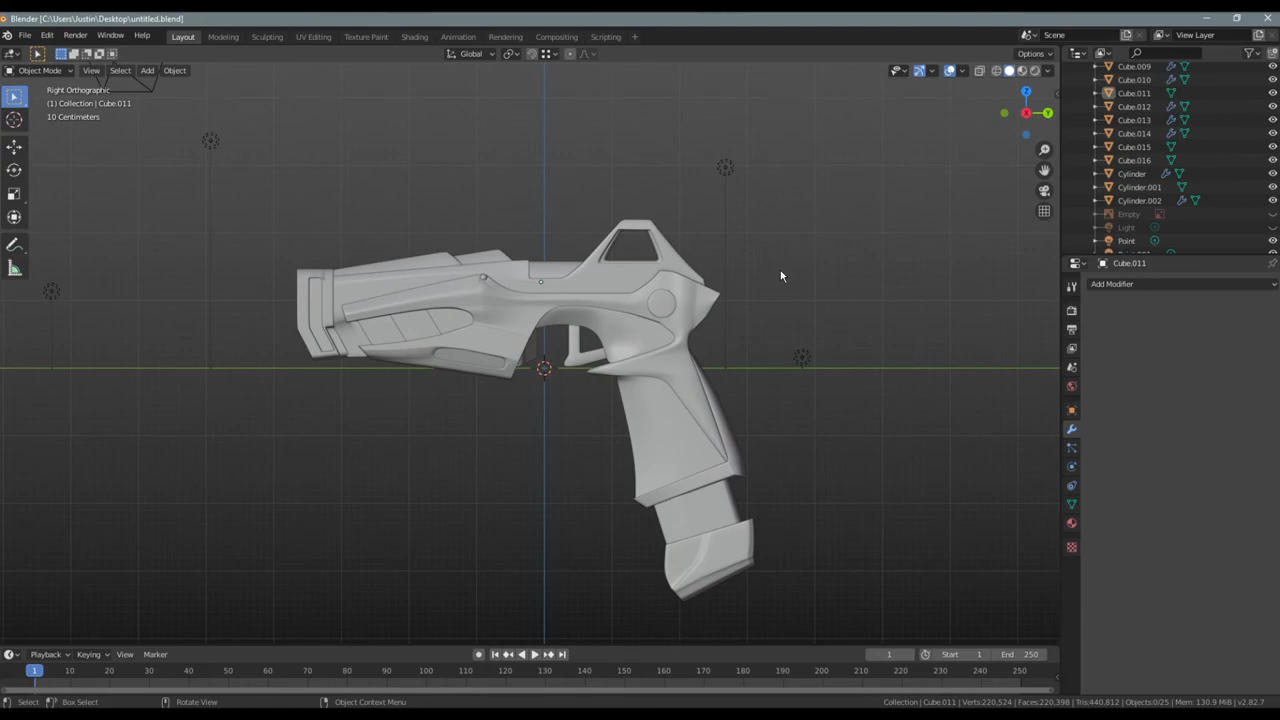 Blender [C:\Users\Justin\Desktop\untitled.blend]
File Edit Render Window Help Layout Modeling Sculpting UV Editing Texture Paint Shading Animation Rendering Compositing Scripting + Scene View Layer
Global Options
Object Mode View Select Add Object
Right Orthographic
(1) Collection | Cube.011
10 Centimeters
Z
X
Y
Cube.009
Cube.010
Cube.011
Cube.012
Cube.013
Cube.014
Cube.015
Cube.016
Cylinder
Cylinder.001
Cylinder.002
Empty
Light
Point
Cube.011
Add Modifier
Playback Keying View Marker 1 Start 1 End 250
1 10 20 30 40 50 60 70 80 90 100 110 120 130 140 150 160 170 180 190 200 210 220 230 240 250
Select Box Select Rotate View Object Context Menu Collection | Cube.011 | Verts:220,524 | Faces:220,398 | Tris:440,812 | Objects:0/25 | Mem: 130.9 MiB | v2.82.7